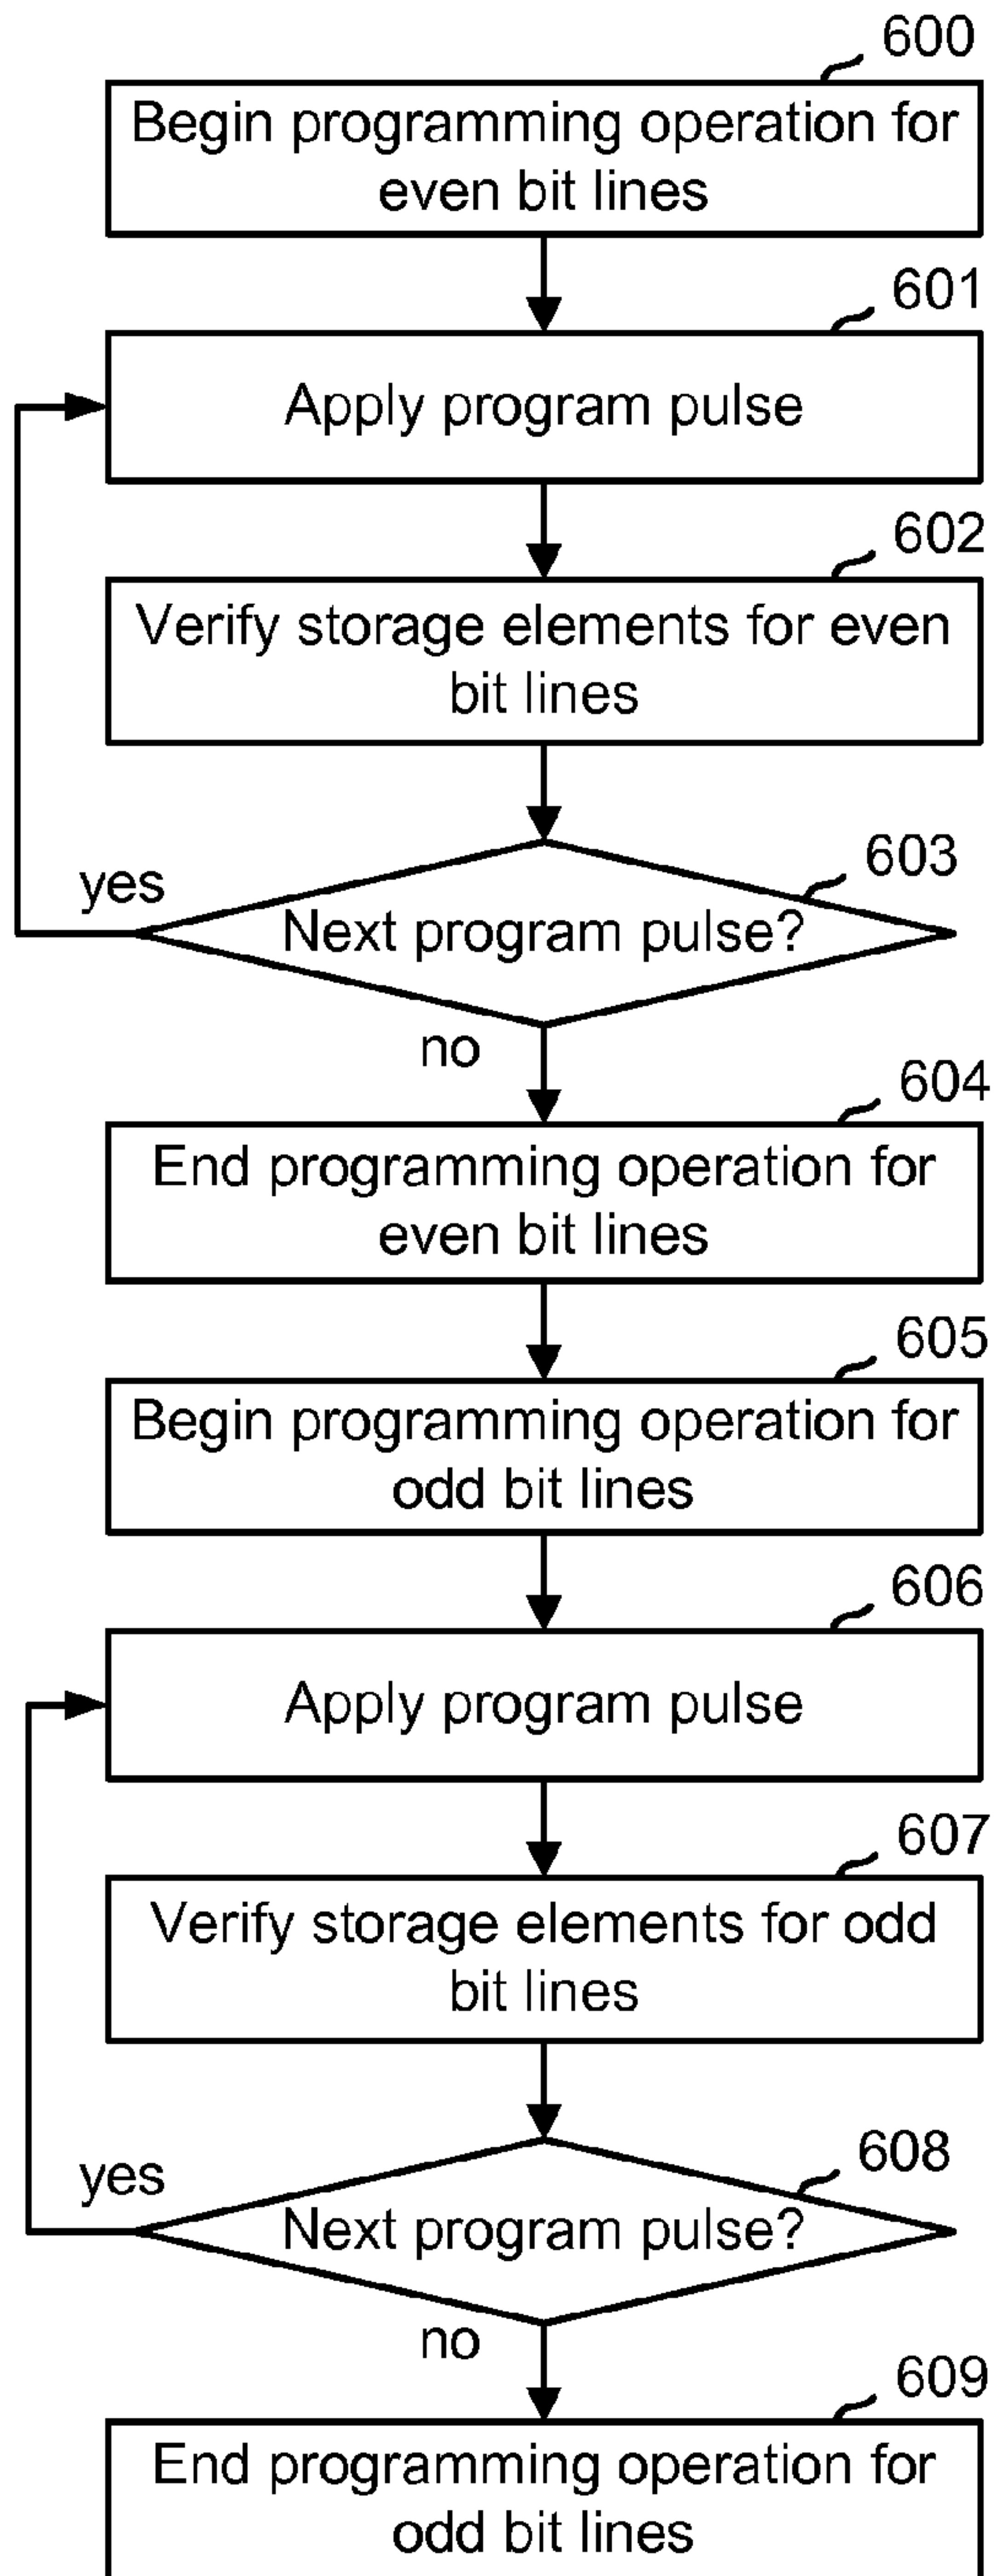 600
Begin programming operation for
even bit lines
601
Apply program pulse
602
Verify storage elements for even
bit lines
603
yes
Next program pulse?
no
604
End programming operation for
even bit lines
605
Begin programming operation for
odd bit lines
606
Apply program pulse
607
Verify storage elements for odd
bit lines
608
yes
Next program pulse?
no
609
End programming operation for
odd bit lines